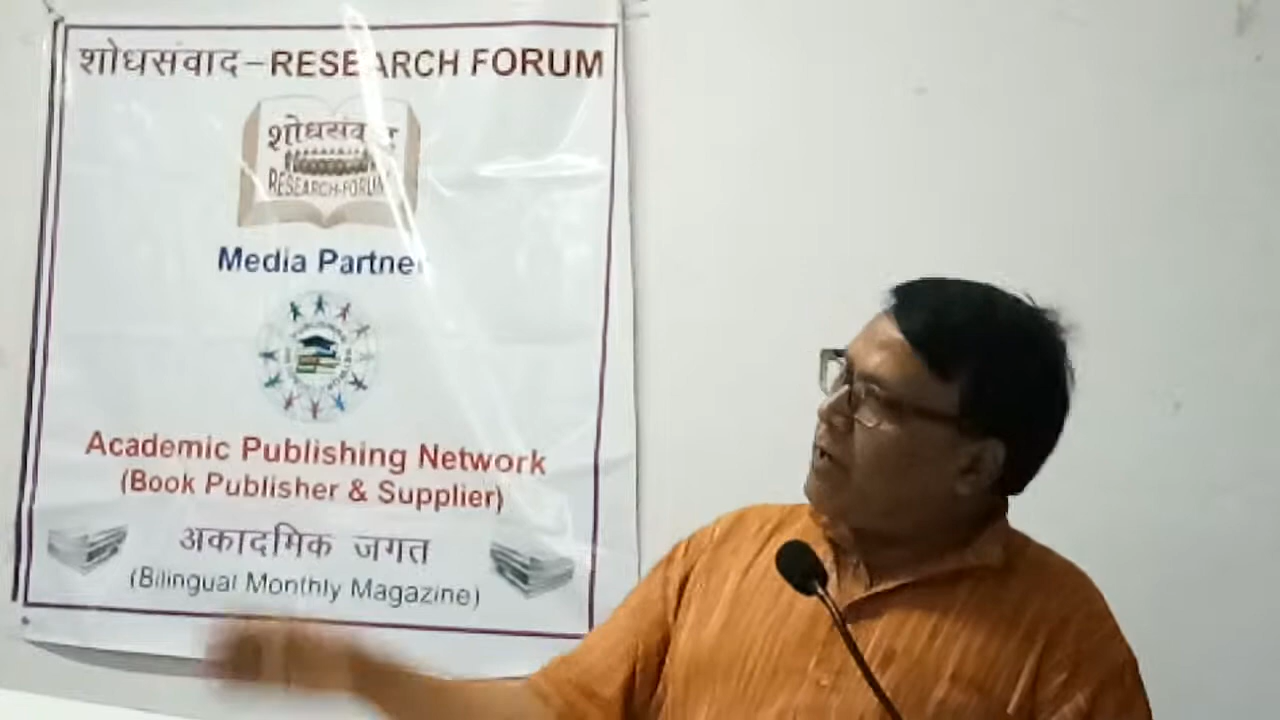 शोधसंवाद-RESEARCH FORUM
शोधसंवाद
RESEARCH-FORUM
Media Partner
Academic Publishing Network
(Book Publisher & Supplier)
अकादमिक जगत
(Bilingual Monthly Magazine)